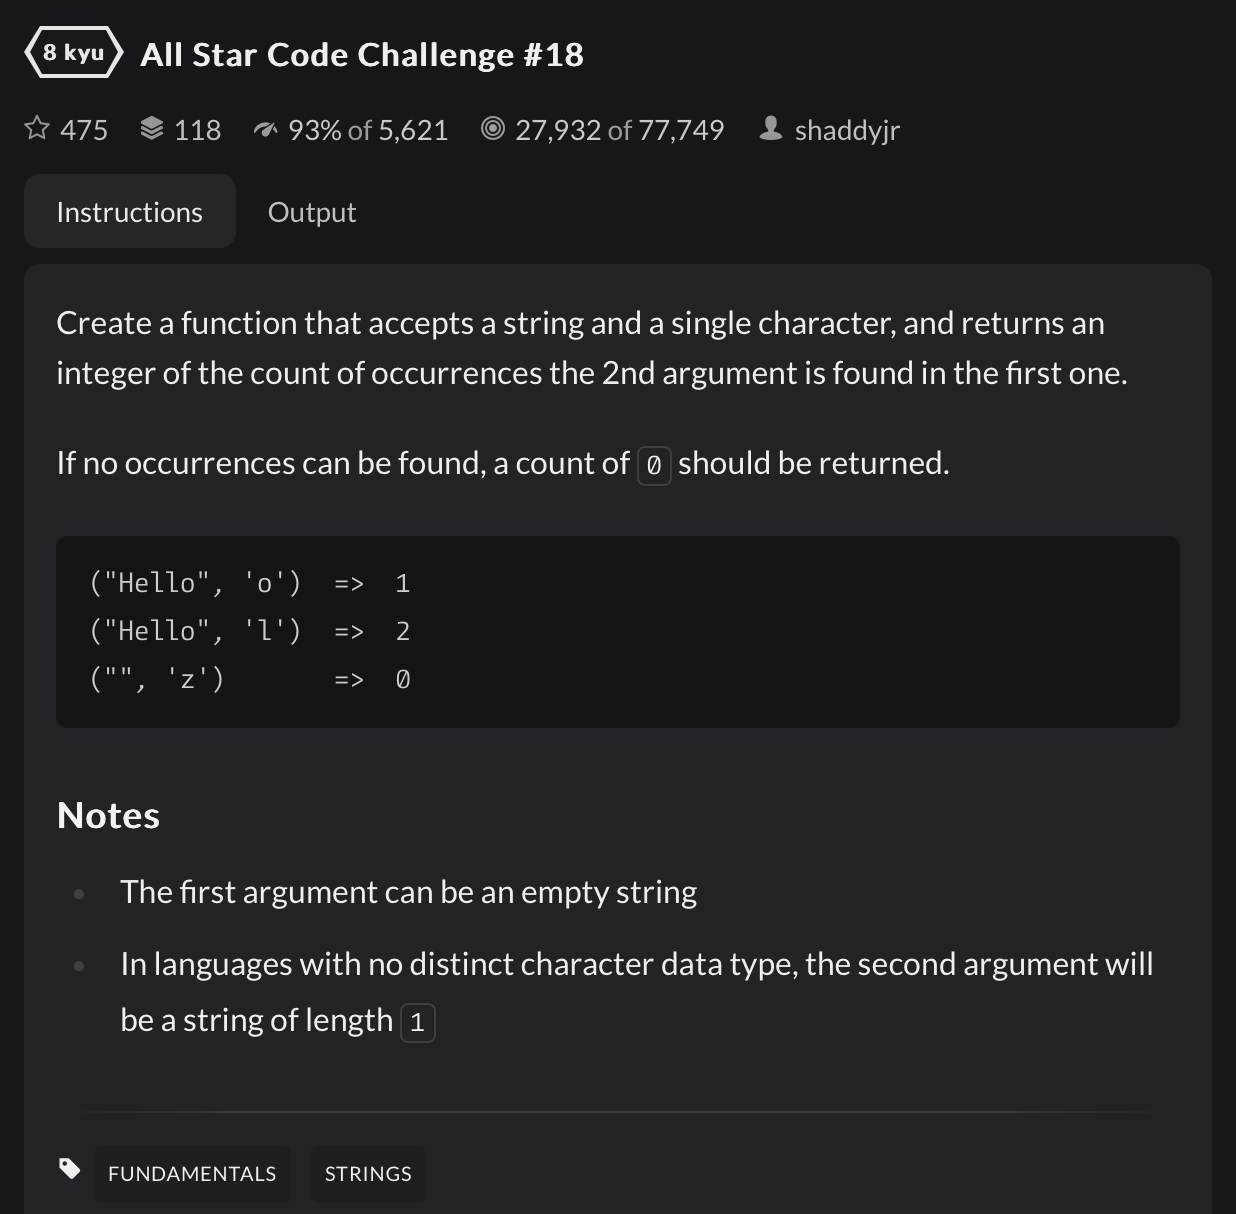 8 kyu All Star Code Challenge #18
475 118 93% of 5,621 27,932 of 77,749 shaddyjr
Instructions Output
Create a function that accepts a string and a single character, and returns an
integer of the count of occurrences the 2nd argument is found in the first one.
If no occurrences can be found, a count of 0 should be returned.
("Hello", 'o')  =>  1
("Hello", 'l')  =>  2
("", 'z')       =>  0
Notes
The first argument can be an empty string
In languages with no distinct character data type, the second argument will
be a string of length 1
FUNDAMENTALS STRINGS